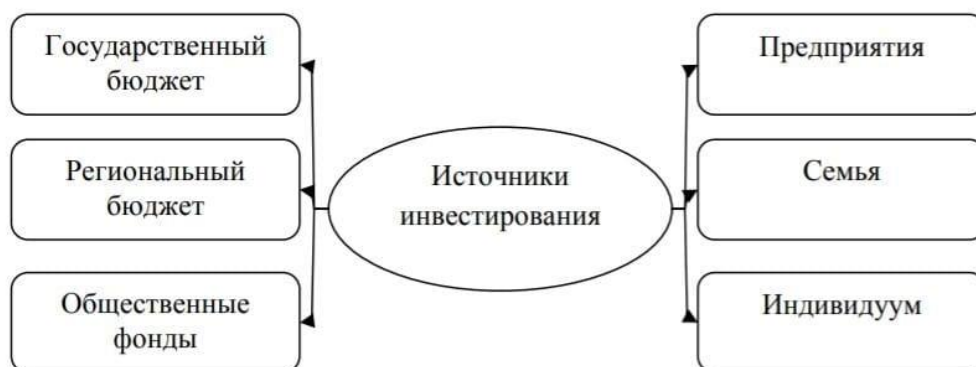 Государственный
бюджет
Региональный
бюджет
Общественные
фонды
Источники
инвестирования
Предприятия
Семья
Индивидуум